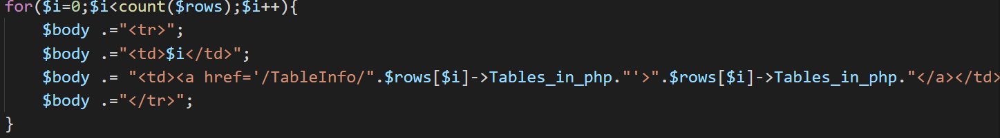 for($i=0;$i<count($rows);$i++){
    $body .="<tr>";
    $body .="<td>$i</td>";
    $body .= "<td><a href='/TableInfo/".$rows[$i]->Tables_in_php."'>".$rows[$i]->Tables_in_php."</a></td>
    $body .="</tr>";
}